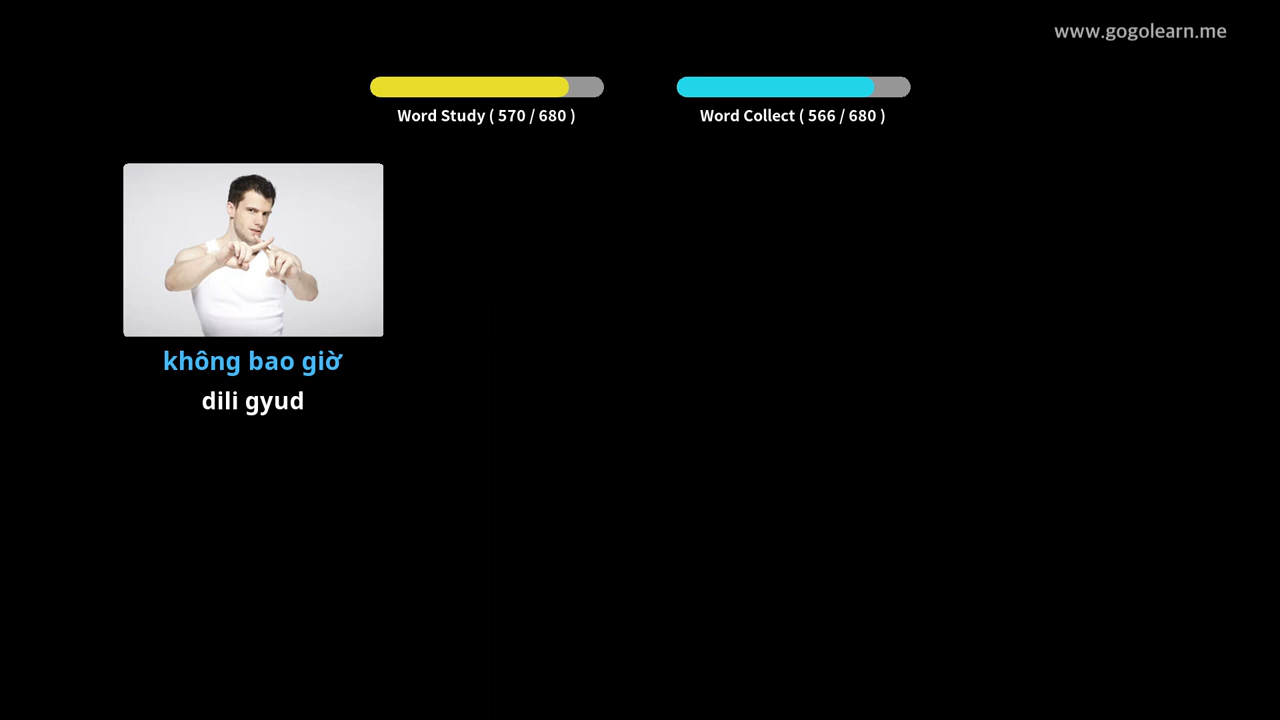 www.gogolearn.me
Word Study ( 570 / 680 )
Word Collect ( 566 / 680 )
không bao giờ
dili gyud